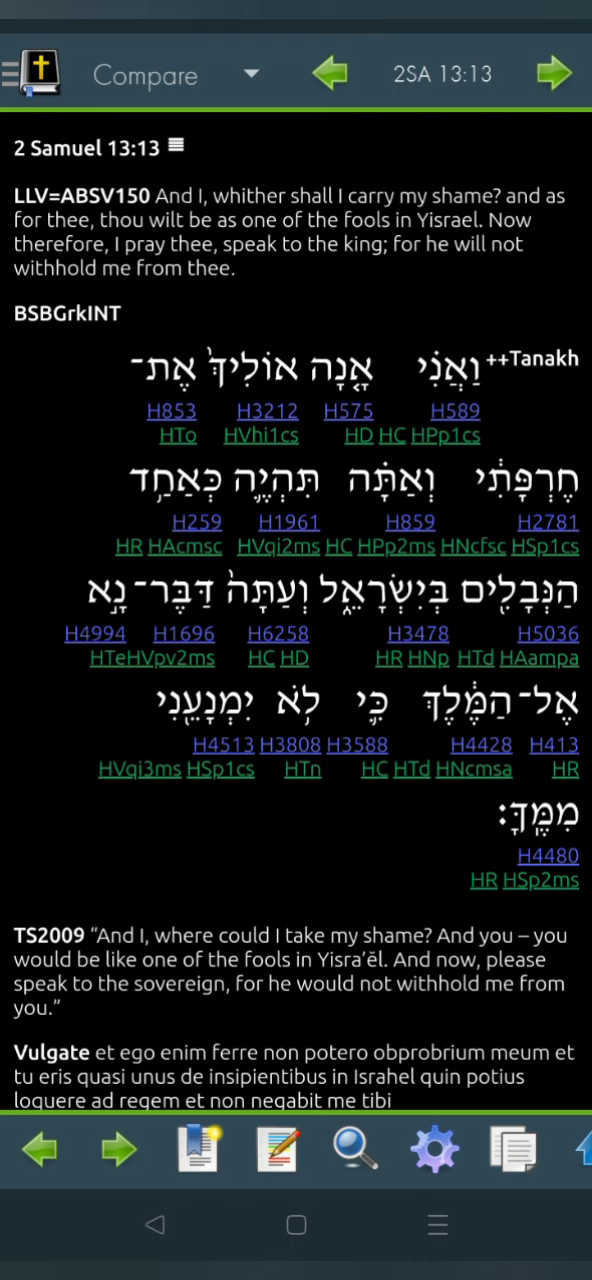 Compare
2SA 13:13
2 Samuel 13:13
LLV=ABSV150 And I, whither shall I carry my shame? and as
for thee, thou wilt be as one of the fools in Yisrael. Now
therefore, I pray thee, speak to the king; for he will not
withhold me from thee.
BSBGrkINT
++Tanakh וַאֲנִ֗י אָ֤נָה אוֹלִיךְ֙ אֶת־
H853 H3212 H575 H589
HTo HVhi1cs HD HC HPp1cs
חֶרְפָּתִ֔י וְאַתָּ֗ה תִּהְיֶ֛ה כְּאַחַ֥ד
H259 H1961 H859 H2781
HR HAcmsc HVqi2ms HC HPp2ms HNcfsc HSp1cs
הַנְּבָלִ֖ים בְּיִשְׂרָאֵ֑ל וְעַתָּה֙ דַּבֶּר־ נָ֣א
H4994 H1696 H6258 H3478 H5036
HTeHVpv2ms HC HD HR HNp HTd HAampa
אֶל־ הַמֶּ֔לֶךְ כִּ֛י לֹ֥א יִמְנָעֵ֖נִי
H4513 H3808 H3588 H4428 H413
HVqi3ms HSp1cs HTn HC HTd HNcmsa HR
מִמֶּֽךָּ׃
H4480
HR HSp2ms
TS2009 “And I, where could I take my shame? And you – you
would be like one of the fools in Yisra’ĕl. And now, please
speak to the sovereign, for he would not withhold me from
you.”
Vulgate et ego enim ferre non potero obprobrium meum et
tu eris quasi unus de insipientibus in Israhel quin potius
loquere ad regem et non negabit me tibi